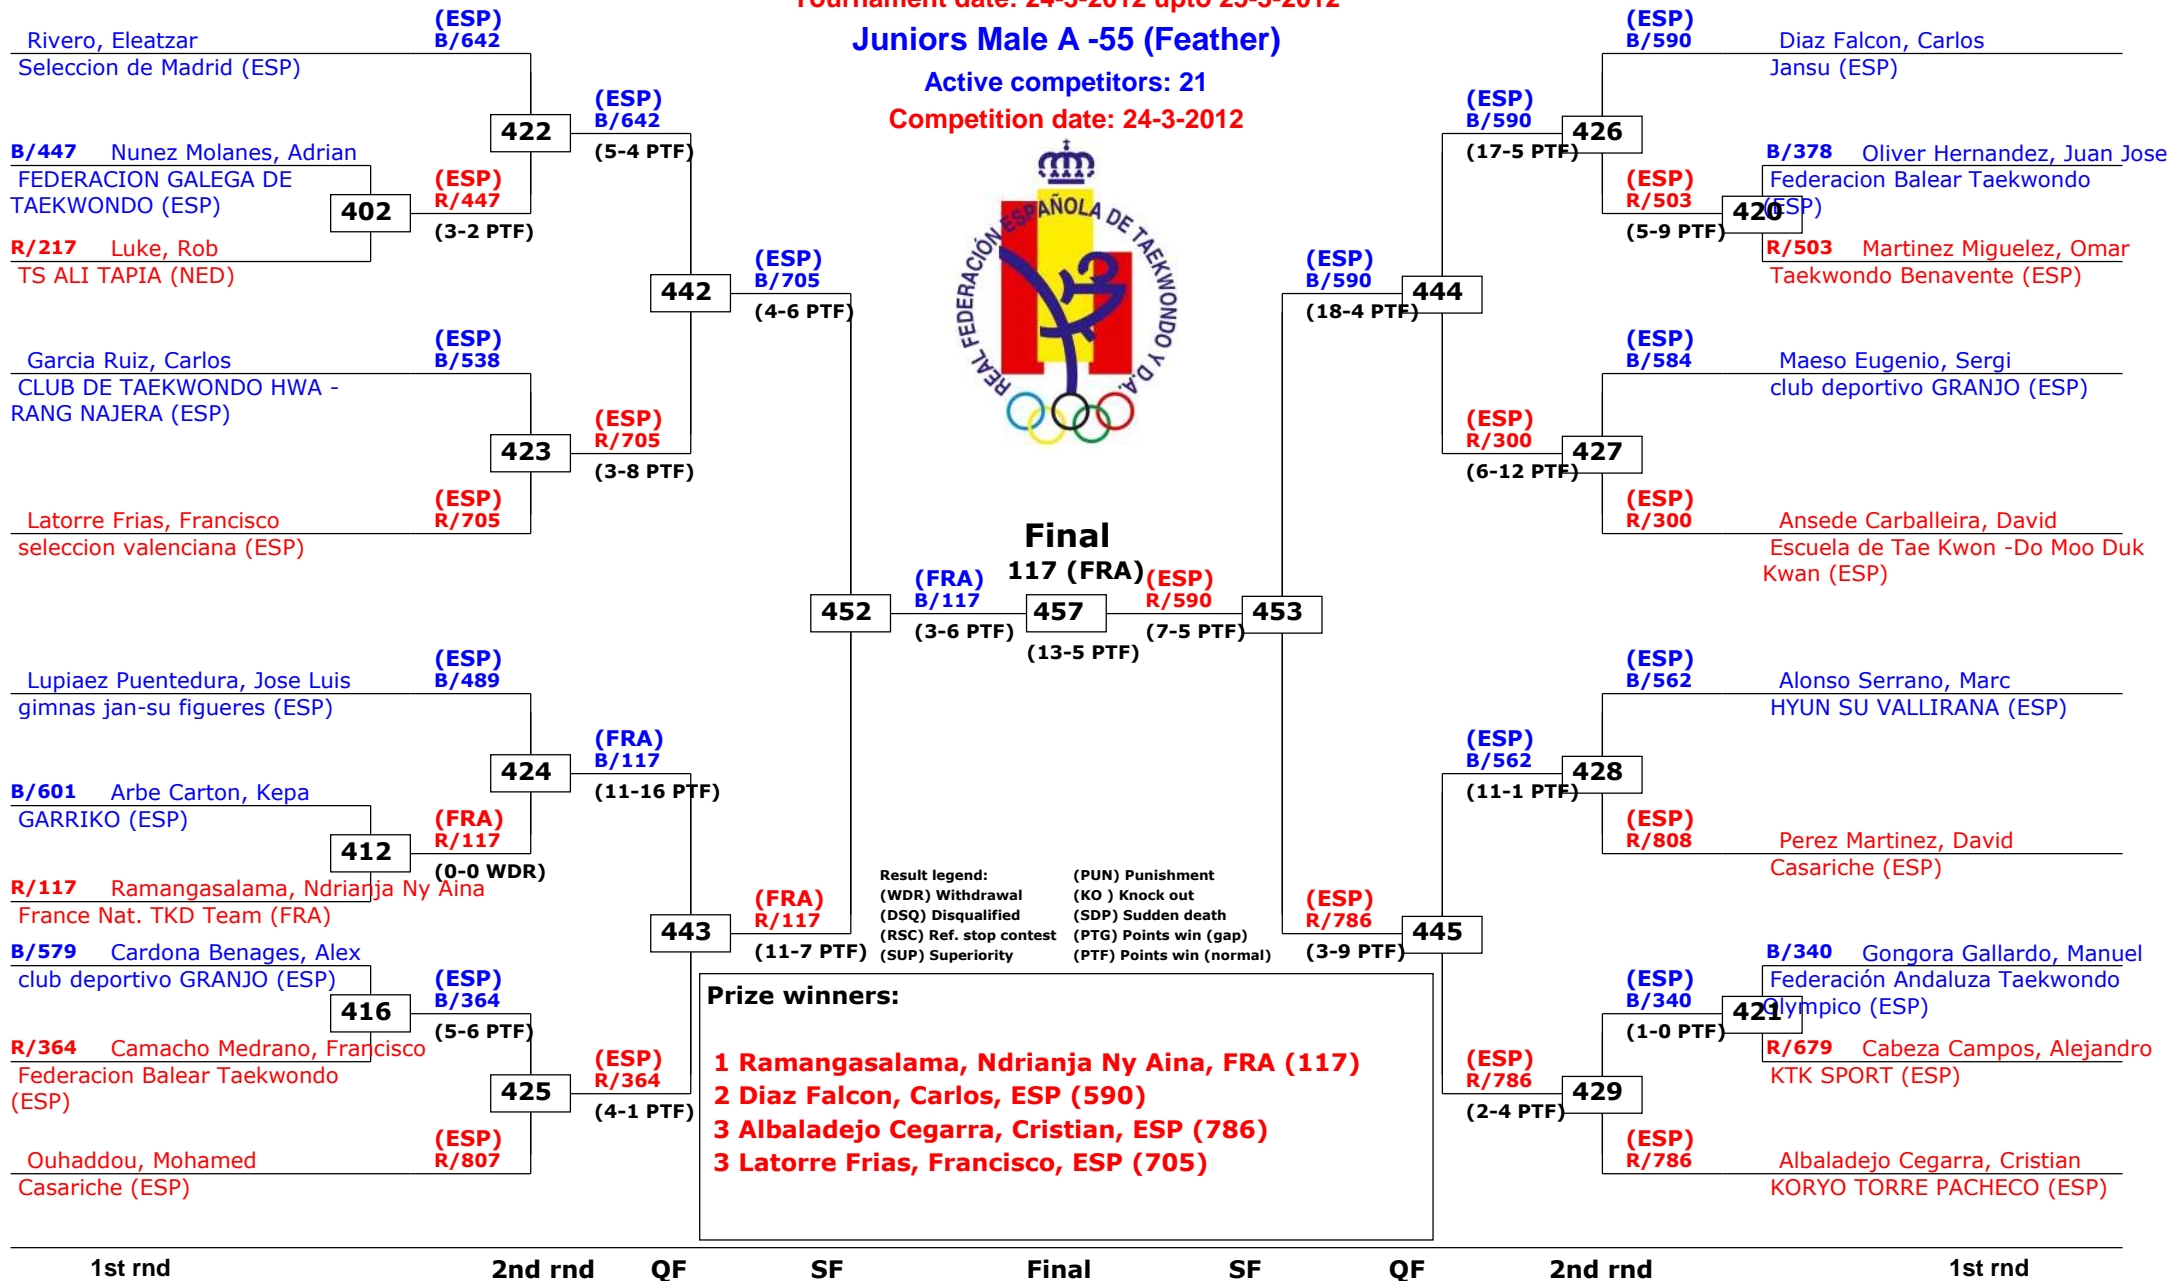 Tournament date: 24-3-2012 upto 25-3-2012
Juniors Male A -55 (Feather)
Active competitors: 21
Competition date: 24-3-2012
REAL FEDERACIÓN ESPAÑOLA DE TAEKWONDO Y D.A.
(ESP)
B/642
Rivero, Eleatzar
Seleccion de Madrid (ESP)
422
(ESP)
B/642
(5-4 PTF)
B/447 Nunez Molanes, Adrian
FEDERACION GALEGA DE
TAEKWONDO (ESP)
402
(ESP)
R/447
(3-2 PTF)
R/217 Luke, Rob
TS ALI TAPIA (NED)
442
(ESP)
B/705
(4-6 PTF)
(ESP)
B/538
Garcia Ruiz, Carlos
CLUB DE TAEKWONDO HWA -
RANG NAJERA (ESP)
423
(ESP)
R/705
(3-8 PTF)
(ESP)
R/705
Latorre Frias, Francisco
seleccion valenciana (ESP)
452
(FRA)
B/117
(3-6 PTF)
Final
117 (FRA)
457
(13-5 PTF)
(ESP)
R/590
(7-5 PTF)
453
(ESP)
B/489
Lupiaez Puentedura, Jose Luis
gimnas jan-su figueres (ESP)
424
(FRA)
B/117
(11-16 PTF)
B/601 Arbe Carton, Kepa
GARRIKO (ESP)
412
(FRA)
R/117
(0-0 WDR)
R/117 Ramangasalama, Ndrianja Ny Aina
France Nat. TKD Team (FRA)
443
(FRA)
R/117
(11-7 PTF)
B/579 Cardona Benages, Alex
club deportivo GRANJO (ESP)
416
(ESP)
B/364
(5-6 PTF)
R/364 Camacho Medrano, Francisco
Federacion Balear Taekwondo
(ESP)
425
(ESP)
R/364
(4-1 PTF)
(ESP)
R/807
Ouhaddou, Mohamed
Casariche (ESP)
(ESP)
B/590
Diaz Falcon, Carlos
Jansu (ESP)
426
(ESP)
B/590
(17-5 PTF)
B/378 Oliver Hernandez, Juan Jose
Federacion Balear Taekwondo
(ESP)
420
(ESP)
R/503
(5-9 PTF)
R/503 Martinez Miguelez, Omar
Taekwondo Benavente (ESP)
444
(ESP)
B/590
(18-4 PTF)
(ESP)
B/584
Maeso Eugenio, Sergi
club deportivo GRANJO (ESP)
427
(ESP)
R/300
(6-12 PTF)
(ESP)
R/300
Ansede Carballeira, David
Escuela de Tae Kwon -Do Moo Duk
Kwan (ESP)
(ESP)
B/562
Alonso Serrano, Marc
HYUN SU VALLIRANA (ESP)
428
(ESP)
B/562
(11-1 PTF)
(ESP)
R/808
Perez Martinez, David
Casariche (ESP)
445
(ESP)
R/786
(3-9 PTF)
B/340 Gongora Gallardo, Manuel
Federación Andaluza Taekwondo
Olympico (ESP)
421
(ESP)
B/340
(1-0 PTF)
R/679 Cabeza Campos, Alejandro
KTK SPORT (ESP)
429
(ESP)
R/786
(2-4 PTF)
(ESP)
R/786
Albaladejo Cegarra, Cristian
KORYO TORRE PACHECO (ESP)
Result legend: (PUN) Punishment
(WDR) Withdrawal (KO ) Knock out
(DSQ) Disqualified (SDP) Sudden death
(RSC) Ref. stop contest (PTG) Points win (gap)
(SUP) Superiority (PTF) Points win (normal)
Prize winners:
1 Ramangasalama, Ndrianja Ny Aina, FRA (117)
2 Diaz Falcon, Carlos, ESP (590)
3 Albaladejo Cegarra, Cristian, ESP (786)
3 Latorre Frias, Francisco, ESP (705)
1st rnd 2nd rnd QF SF Final SF QF 2nd rnd 1st rnd